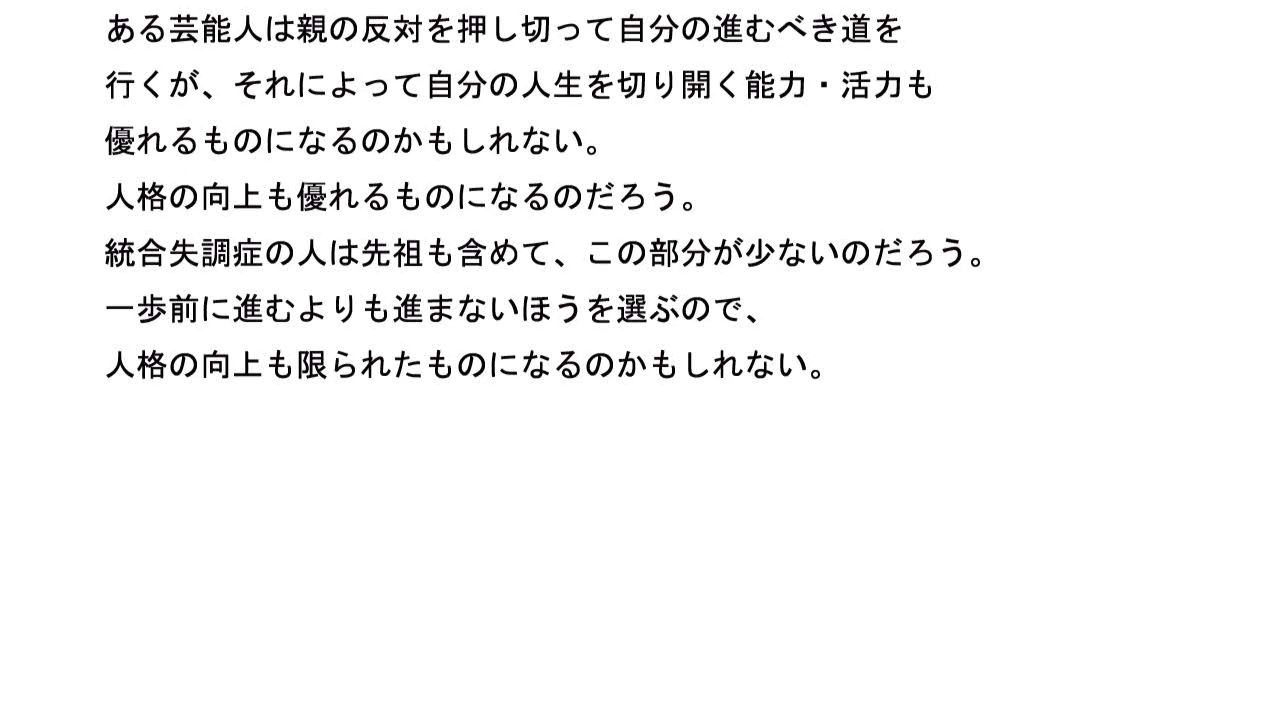 ある芸能人は親の反対を押し切って自分の進むべき道を
行くが、それによって自分の人生を切り開く能力・活力も
優れるものになるのかもしれない。
人格の向上も優れるものになるのだろう。
統合失調症の人は先祖も含めて、この部分が少ないのだろう。
一歩前に進むよりも進まないほうを選ぶので、
人格の向上も限られたものになるのかもしれない。